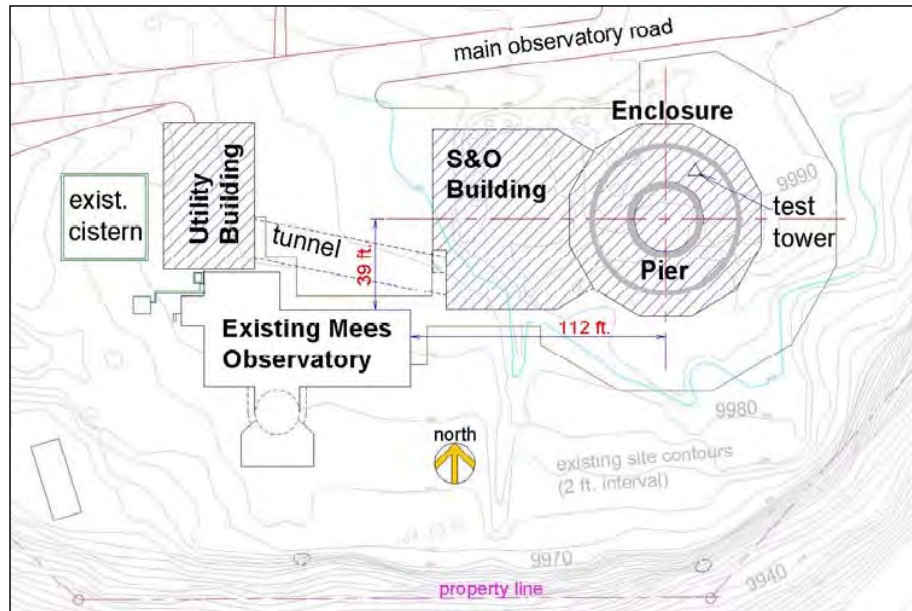 main observatory road
Enclosure
S&O
Building
Utility
Building
exist.
cistern
tunnel
39 ft.
9990
test
tower
Pier
Existing Mees
Observatory
112 ft.
9980
north
existing site contours
(2 ft. interval)
9970
3940
property line